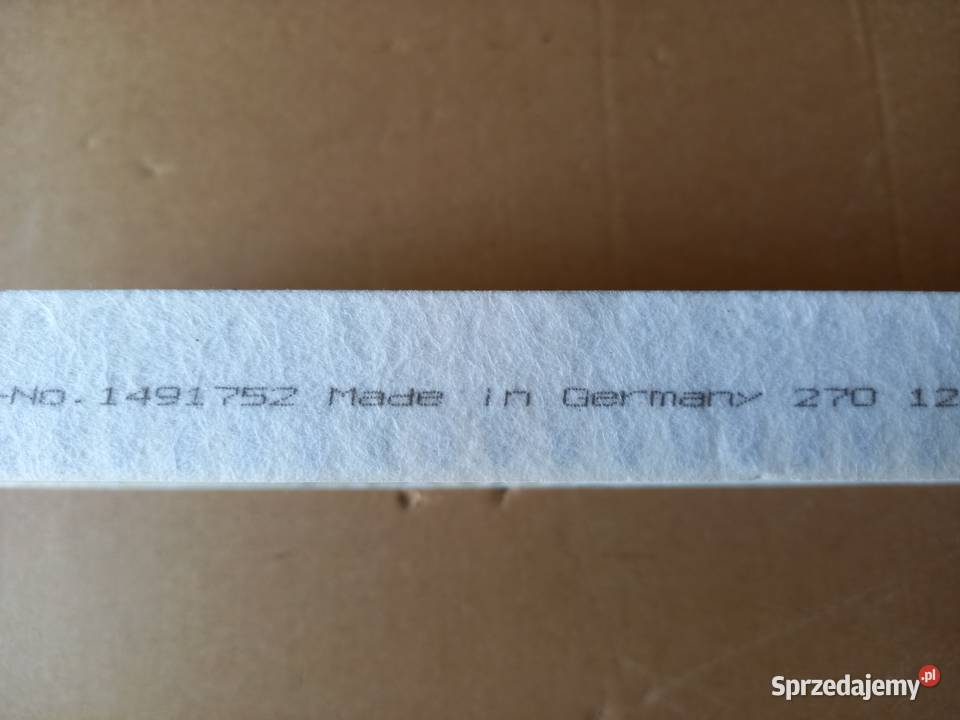 -No.1491752 Made in Germany 270 12
Sprzedajemy.pl